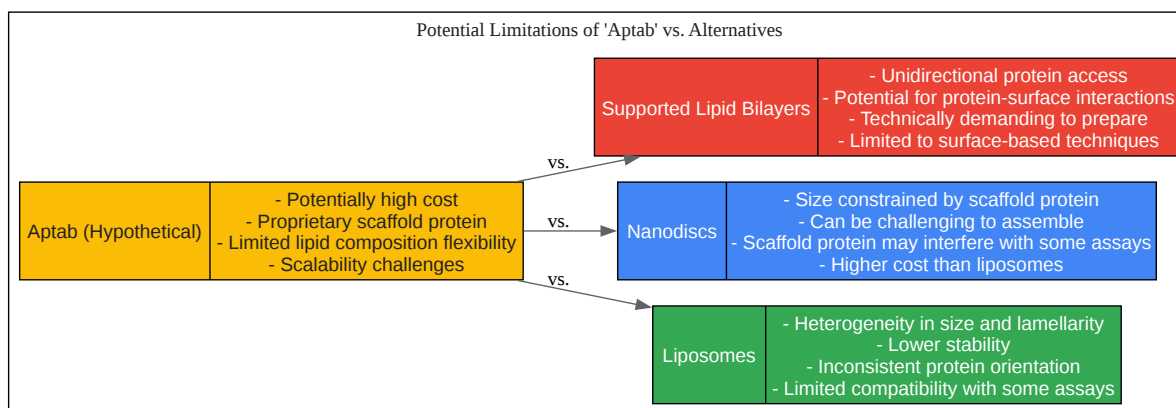 Potential Limitations of 'Aptab' vs. Alternatives
Aptab (Hypothetical)
- Potentially high cost
- Proprietary scaffold protein
- Limited lipid composition flexibility
- Scalability challenges
vs.
Supported Lipid Bilayers
- Unidirectional protein access
- Potential for protein-surface interactions
- Technically demanding to prepare
- Limited to surface-based techniques
vs.
Nanodiscs
- Size constrained by scaffold protein
- Can be challenging to assemble
- Scaffold protein may interfere with some assays
- Higher cost than liposomes
vs.
Liposomes
- Heterogeneity in size and lamellarity
- Lower stability
- Inconsistent protein orientation
- Limited compatibility with some assays